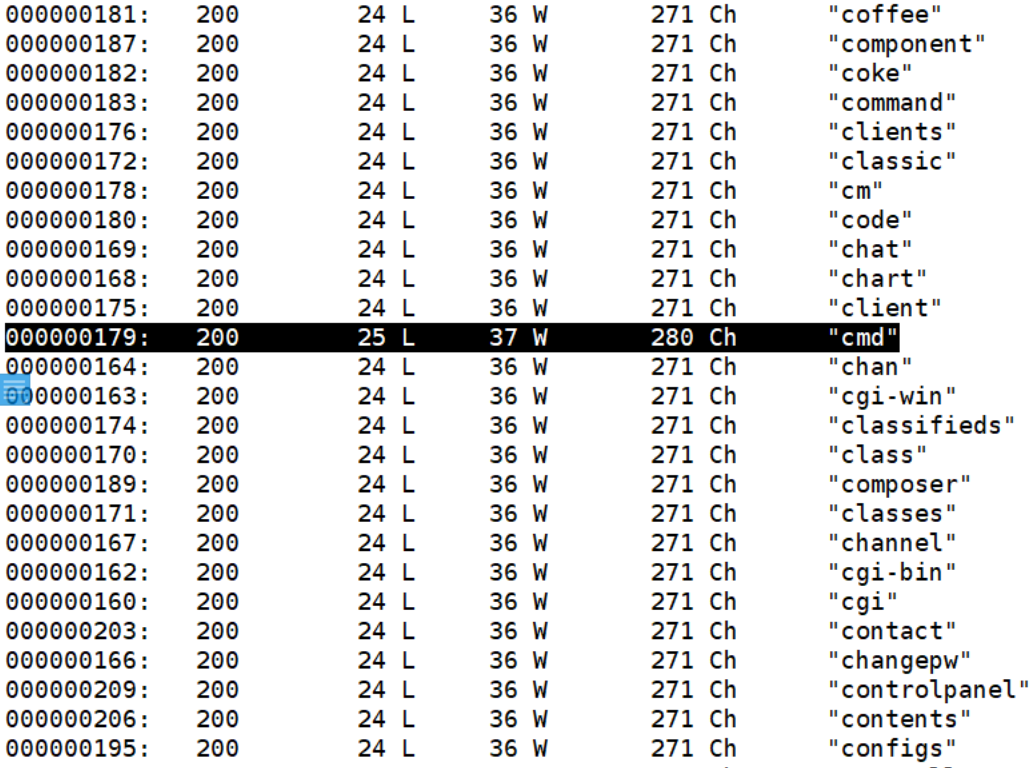 000000181: 200 24 L 36 W 271 Ch "coffee"
000000187: 200 24 L 36 W 271 Ch "component"
000000182: 200 24 L 36 W 271 Ch "coke"
000000183: 200 24 L 36 W 271 Ch "command"
000000176: 200 24 L 36 W 271 Ch "clients"
000000172: 200 24 L 36 W 271 Ch "classic"
000000178: 200 24 L 36 W 271 Ch "cm"
000000180: 200 24 L 36 W 271 Ch "code"
000000169: 200 24 L 36 W 271 Ch "chat"
000000168: 200 24 L 36 W 271 Ch "chart"
000000175: 200 24 L 36 W 271 Ch "client"
000000179: 200 25 L 37 W 280 Ch "cmd"
000000164: 200 24 L 36 W 271 Ch "chan"
000000163: 200 24 L 36 W 271 Ch "cgi-win"
000000174: 200 24 L 36 W 271 Ch "classifieds"
000000170: 200 24 L 36 W 271 Ch "class"
000000189: 200 24 L 36 W 271 Ch "composer"
000000171: 200 24 L 36 W 271 Ch "classes"
000000167: 200 24 L 36 W 271 Ch "channel"
000000162: 200 24 L 36 W 271 Ch "cgi-bin"
000000160: 200 24 L 36 W 271 Ch "cgi"
000000203: 200 24 L 36 W 271 Ch "contact"
000000166: 200 24 L 36 W 271 Ch "changepw"
000000209: 200 24 L 36 W 271 Ch "controlpanel"
000000206: 200 24 L 36 W 271 Ch "contents"
000000195: 200 24 L 36 W 271 Ch "configs"